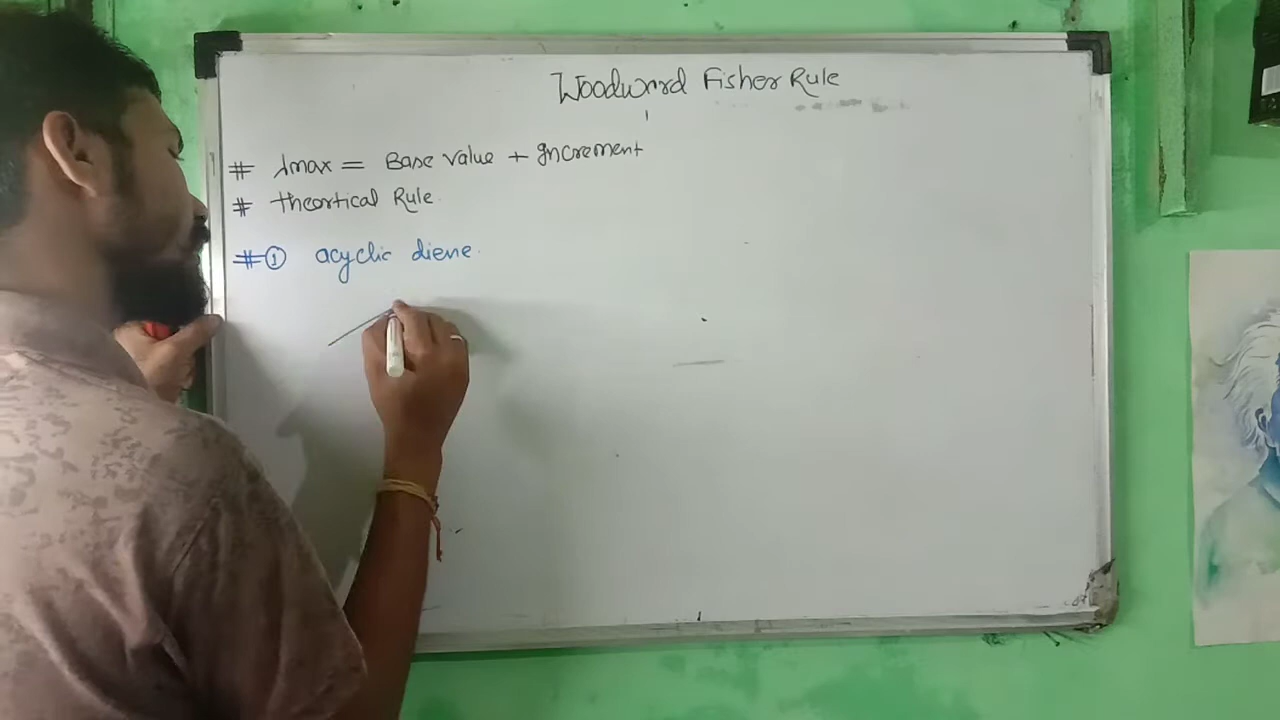 Woodward Fisher Rule
# λmax = Base value + Increment
# theortical Rule.
# ① acyclic diene.